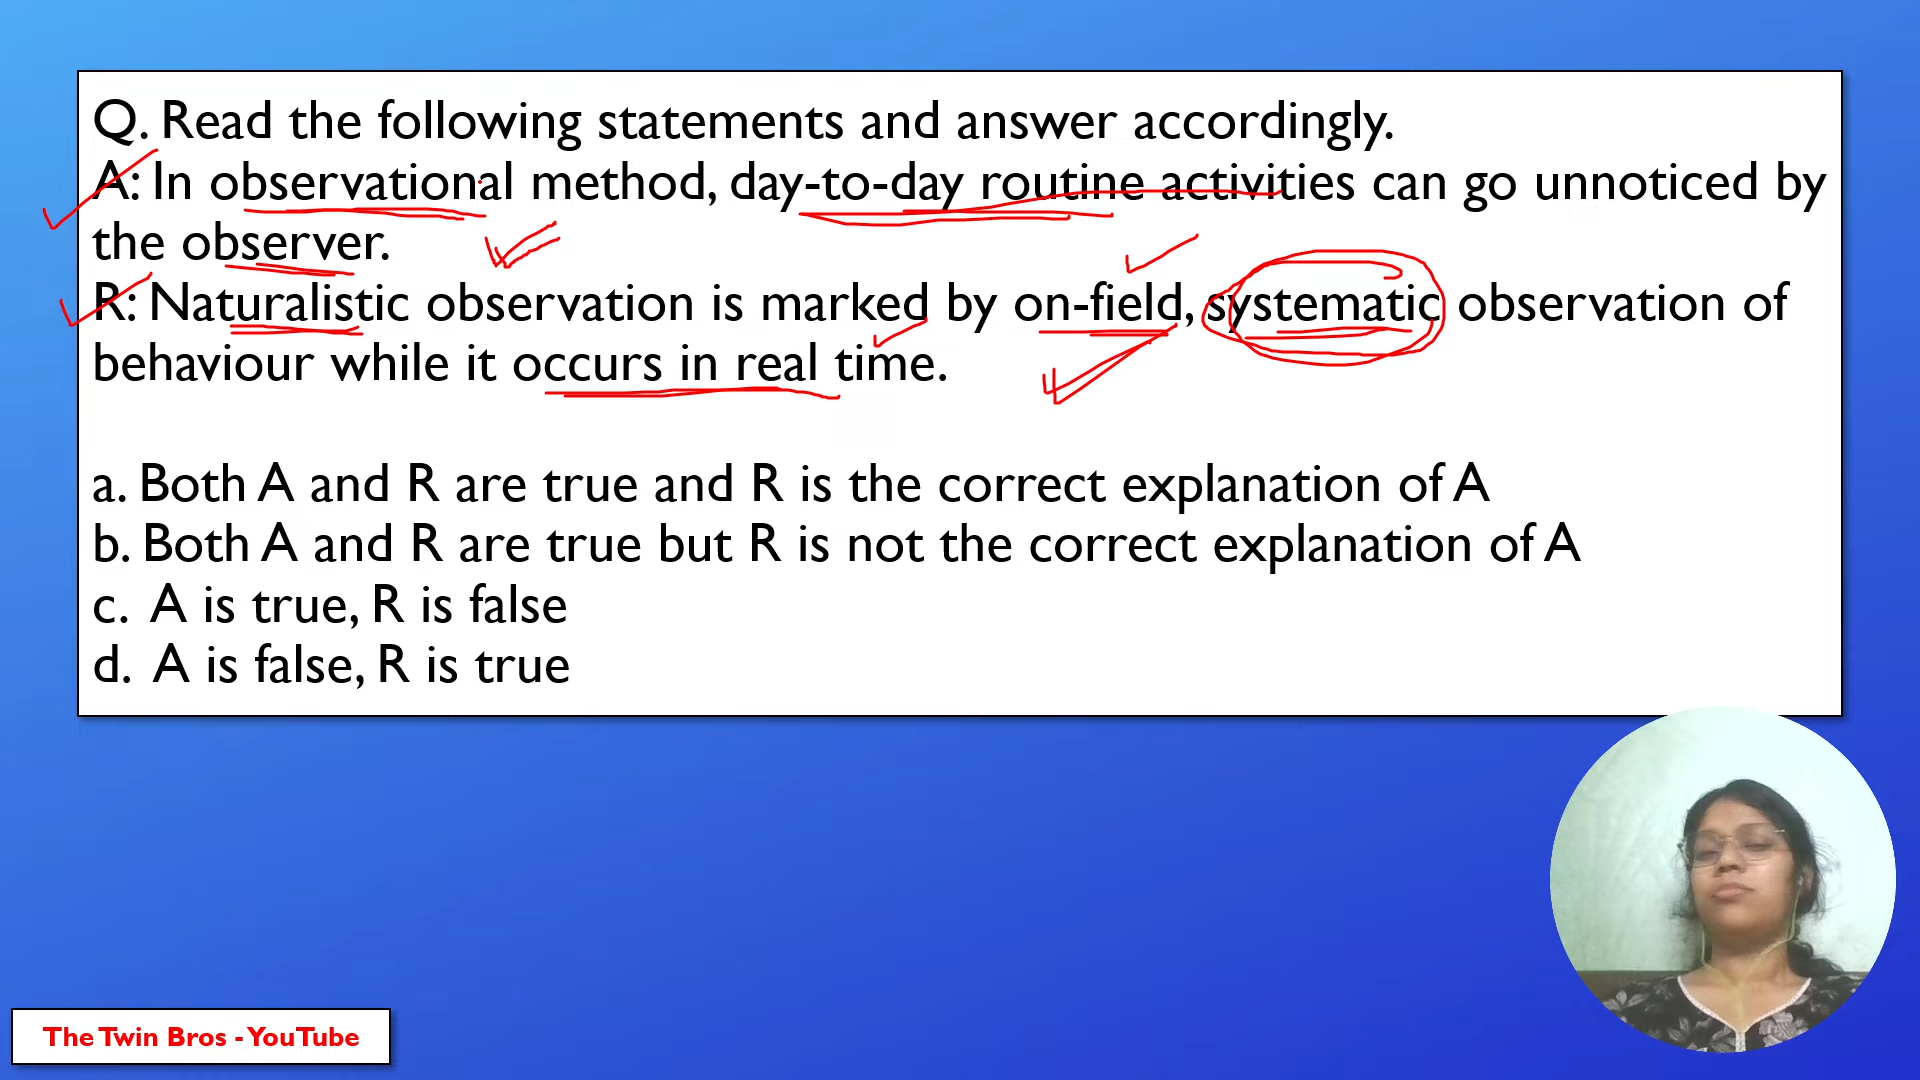 Q. Read the following statements and answer accordingly.
A: In observational method, day-to-day routine activities can go unnoticed by
the observer.
R: Naturalistic observation is marked by on-field, systematic observation of
behaviour while it occurs in real time.
a. Both A and R are true and R is the correct explanation of A
b. Both A and R are true but R is not the correct explanation of A
c. A is true, R is false
d. A is false, R is true
The Twin Bros - YouTube